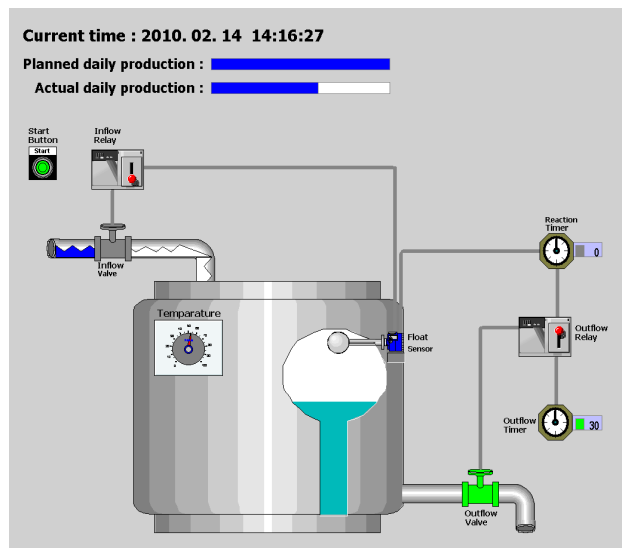 Current time : 2010. 02. 14 14:16:27
Planned daily production :
Actual daily production :
Start
Button
Start
Inflow
Relay
Inflow
Valve
Reaction
Timer
0
Temparature
Float
Sensor
Outflow
Relay
Outflow
Timer
30
Outflow
Valve